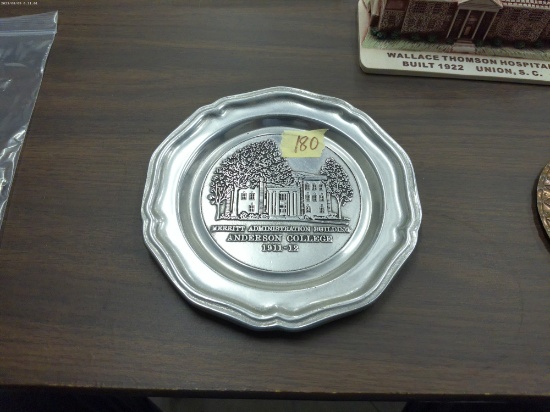 WALLACE THOMSON HOSPITAL
BUILT 1922 UNION, S.C.
180
MERRITT ADMINISTRATION BUILDING
ANDERSON COLLEGE
1911-12